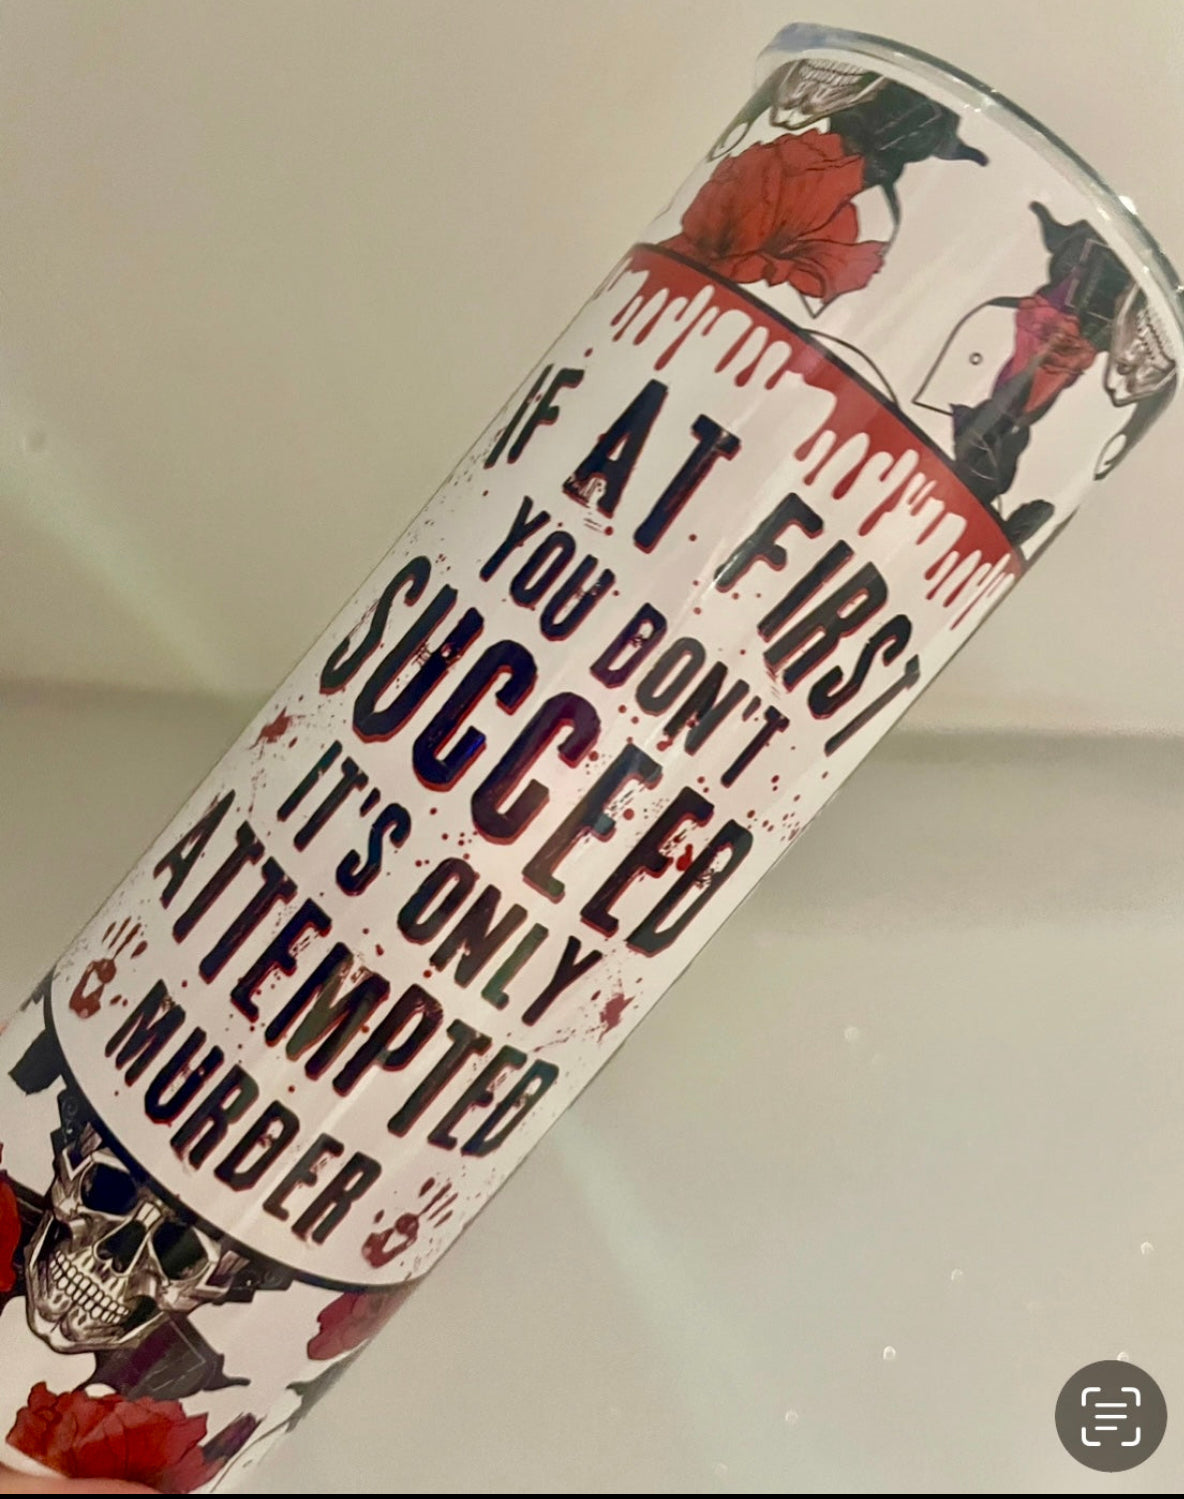 IF AT FIRST
YOU DON'T
SUCCEED
IT'S ONLY
ATTEMPTED
MURDER